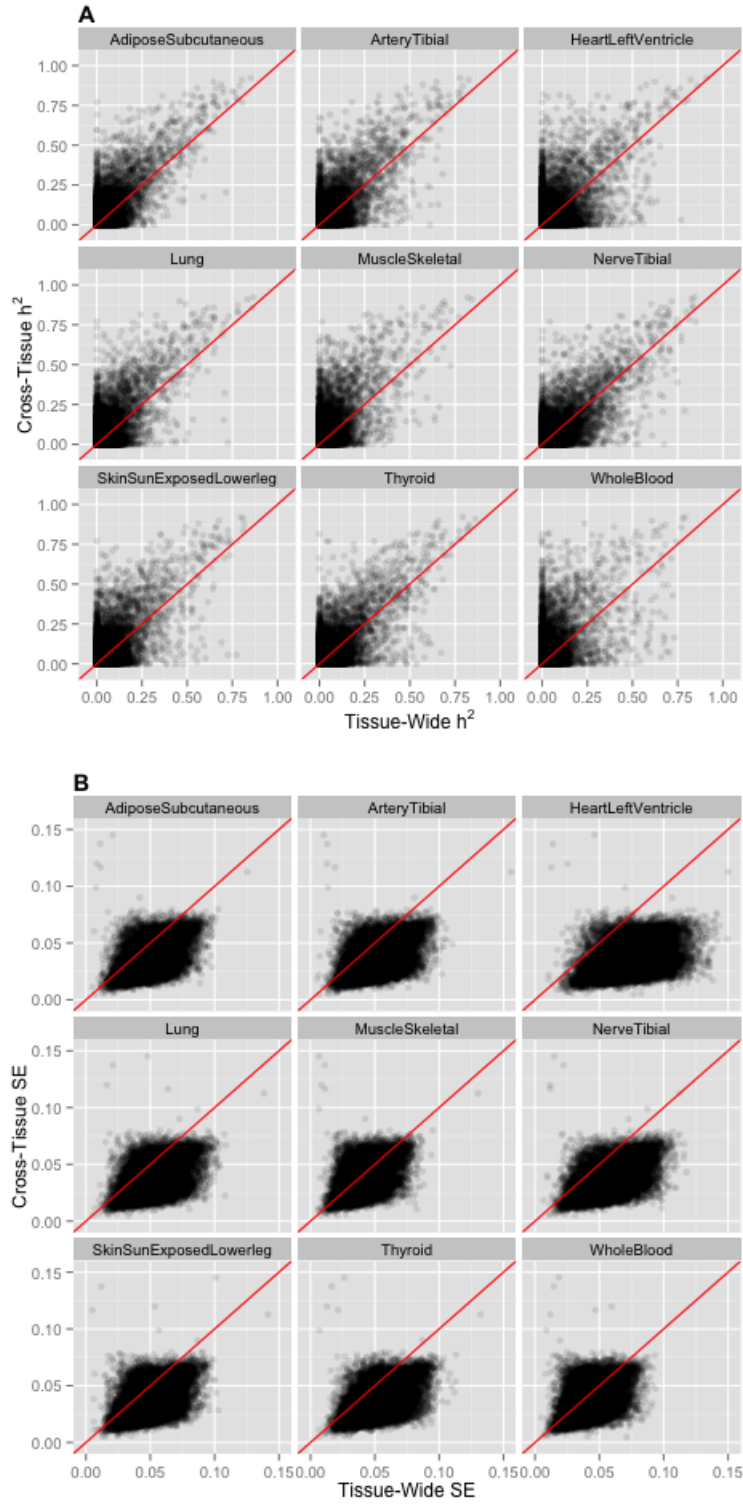 A
AdiposeSubcutaneous ArteryTibial HeartLeftVentricle
1.00
0.75
0.50
0.25
0.00
Lung MuscleSkeletal NerveTibial
1.00
0.75
0.50
0.25
0.00
Cross-Tissue h²
SkinSunExposedLowerleg Thyroid WholeBlood
1.00
0.75
0.50
0.25
0.00
0.00 0.25 0.50 0.75 1.00 0.00 0.25 0.50 0.75 1.00 0.00 0.25 0.50 0.75 1.00
Tissue-Wide h²
B
AdiposeSubcutaneous ArteryTibial HeartLeftVentricle
0.15
0.10
0.05
0.00
Lung MuscleSkeletal NerveTibial
0.15
0.10
0.05
0.00
Cross-Tissue SE
SkinSunExposedLowerleg Thyroid WholeBlood
0.15
0.10
0.05
0.00
0.00 0.05 0.10 0.15 0.00 0.05 0.10 0.15 0.00 0.05 0.10 0.15
Tissue-Wide SE